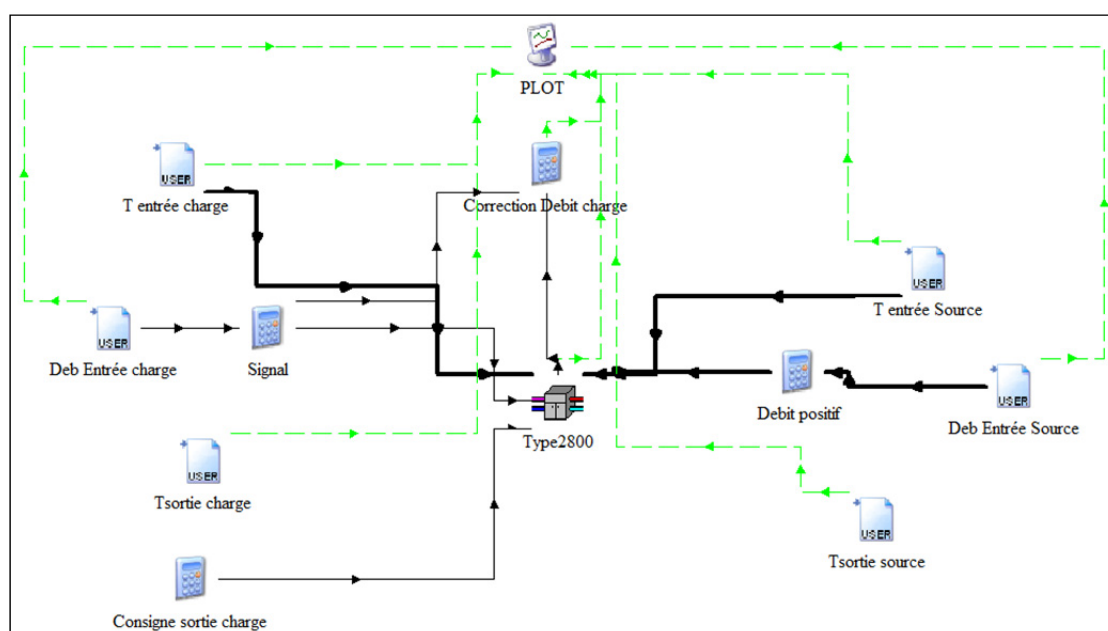 PLOT
USER
T entrée charge
Correction Debit charge
USER
T entrée Source
USER
Deb Entrée charge
Signal
Debit positif
USER
Deb Entrée Source
Type2800
USER
Tsortie charge
USER
Tsortie source
Consigne sortie charge